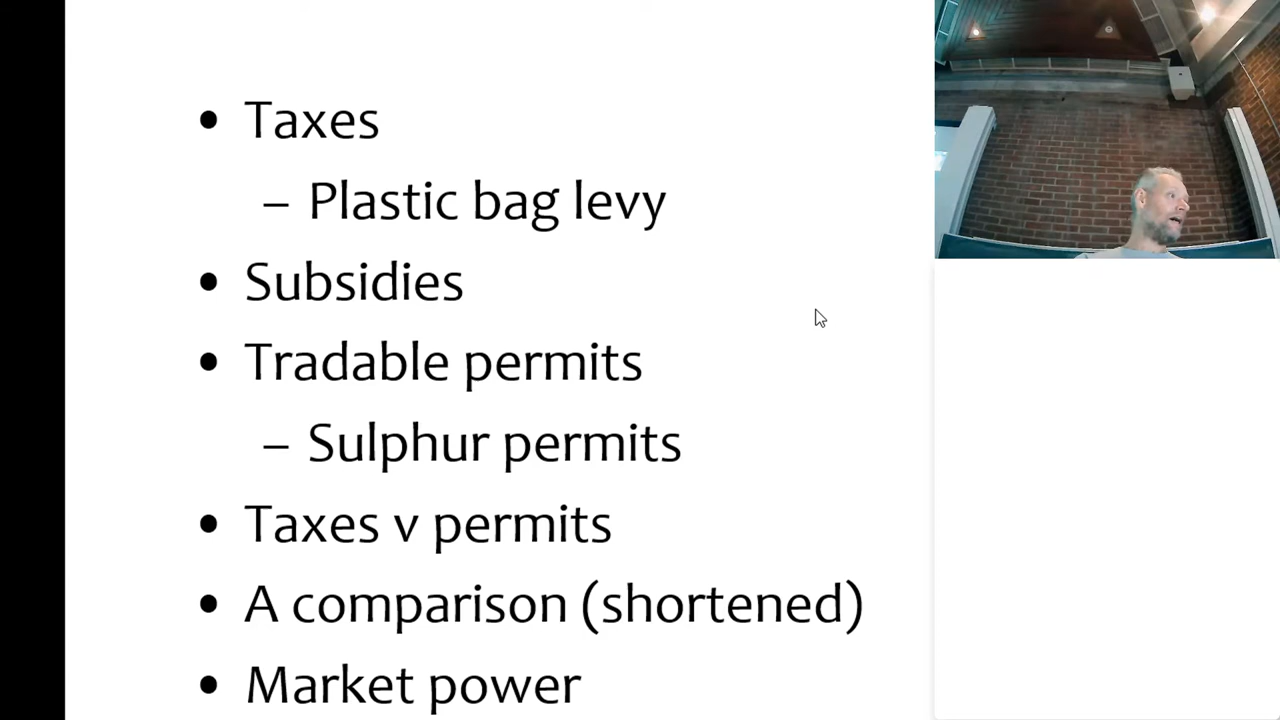 • Taxes
– Plastic bag levy
• Subsidies
• Tradable permits
– Sulphur permits
• Taxes v permits
• A comparison (shortened)
• Market power